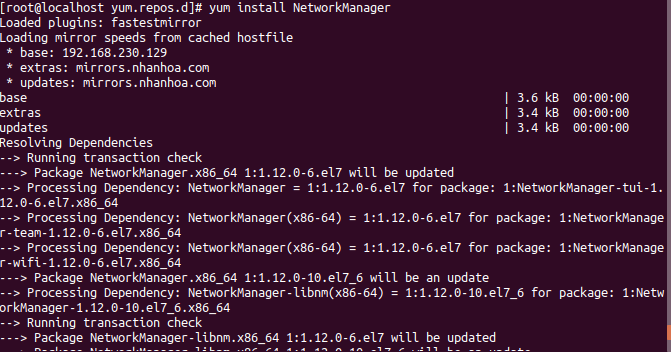 [root@localhost yum.repos.d]# yum install NetworkManager
Loaded plugins: fastestmirror
Loading mirror speeds from cached hostfile
 * base: 192.168.230.129
 * extras: mirrors.nhanhoa.com
 * updates: mirrors.nhanhoa.com
base | 3.6 kB 00:00:00
extras | 3.4 kB 00:00:00
updates | 3.4 kB 00:00:00
Resolving Dependencies
--> Running transaction check
---> Package NetworkManager.x86_64 1:1.12.0-6.el7 will be updated
--> Processing Dependency: NetworkManager = 1:1.12.0-6.el7 for package: 1:NetworkManager-tui-1.
12.0-6.el7.x86_64
--> Processing Dependency: NetworkManager(x86-64) = 1:1.12.0-6.el7 for package: 1:NetworkManage
r-team-1.12.0-6.el7.x86_64
--> Processing Dependency: NetworkManager(x86-64) = 1:1.12.0-6.el7 for package: 1:NetworkManage
r-wifi-1.12.0-6.el7.x86_64
---> Package NetworkManager.x86_64 1:1.12.0-10.el7_6 will be an update
--> Processing Dependency: NetworkManager-libnm(x86-64) = 1:1.12.0-10.el7_6 for package: 1:Netw
orkManager-1.12.0-10.el7_6.x86_64
--> Running transaction check
---> Package NetworkManager-libnm.x86_64 1:1.12.0-6.el7 will be updated